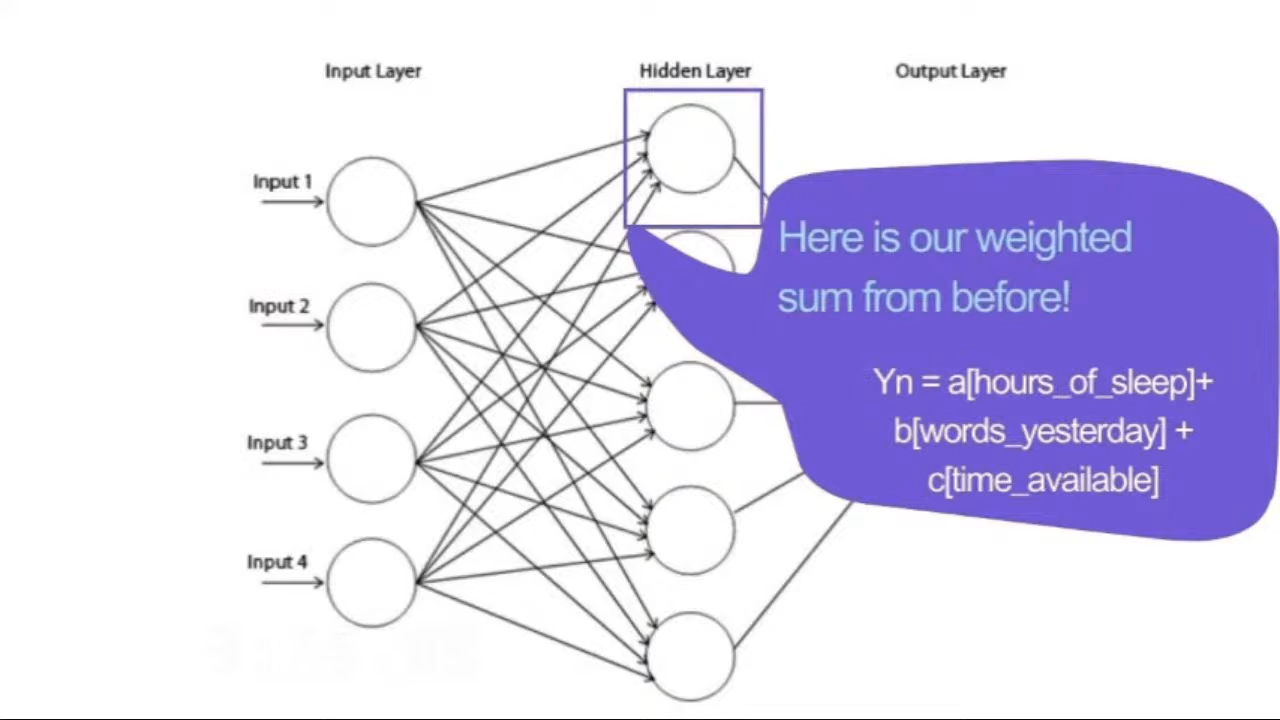 Input Layer
Hidden Layer
Output Layer
Input 1
Input 2
Input 3
Input 4
Here is our weighted
sum from before!
Yn = a[hours_of_sleep]+
b[words_yesterday] +
c[time_available]